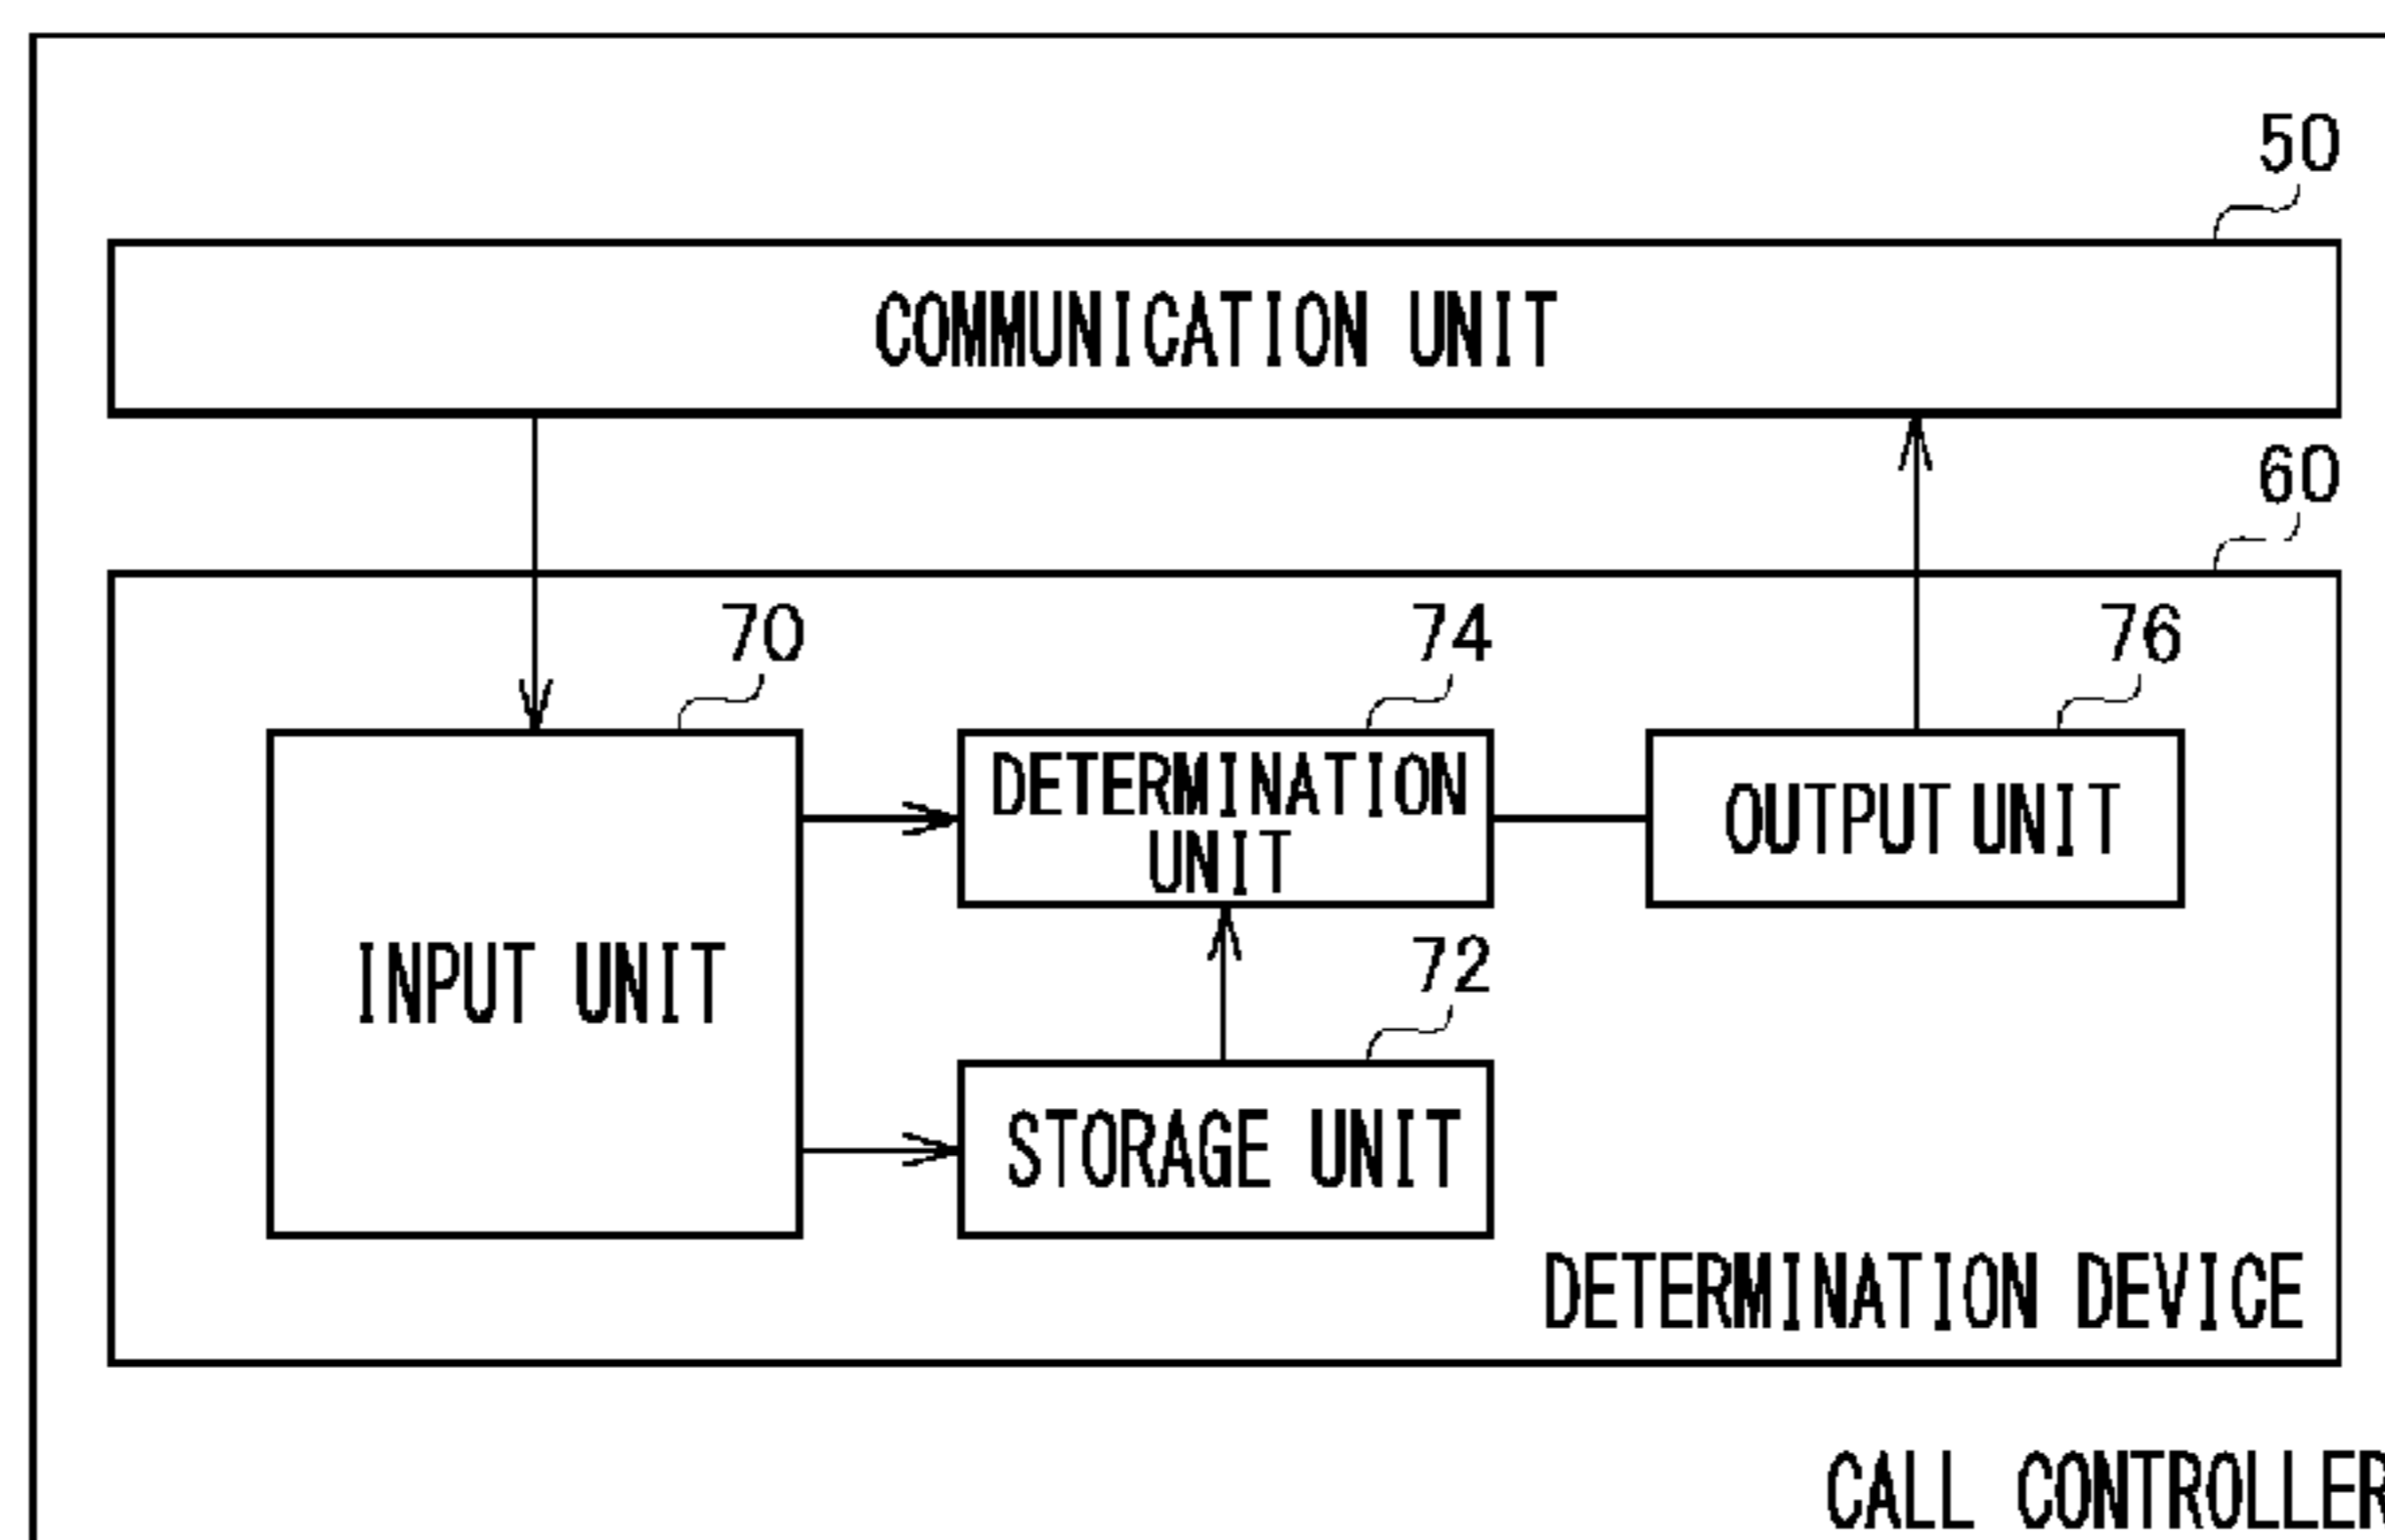 50
COMMUNICATION UNIT
60
70
74
76
DETERMINATION
UNIT
OUTPUT UNIT
INPUT UNIT
72
STORAGE UNIT
DETERMINATION DEVICE
CALL CONTROLLER